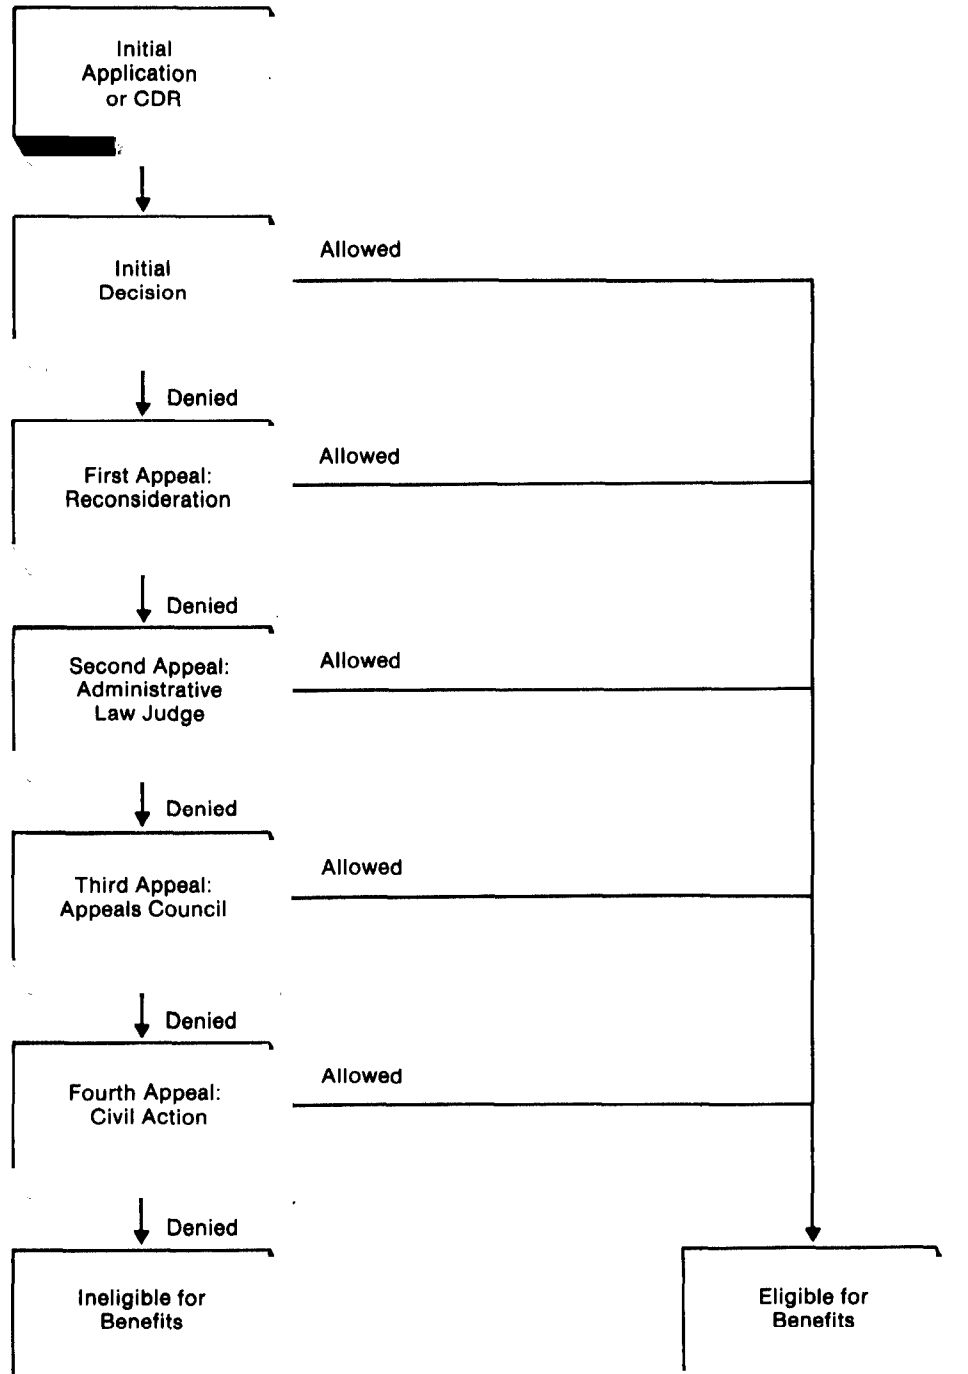 Initial
Application
or CDR
Initial
Decision
Allowed
Denied
First Appeal:
Reconsideration
Allowed
Denied
Second Appeal:
Administrative
Law Judge
Allowed
Denied
Third Appeal:
Appeals Council
Allowed
Denied
Fourth Appeal:
Civil Action
Allowed
Denied
Ineligible for
Benefits
Eligible for
Benefits